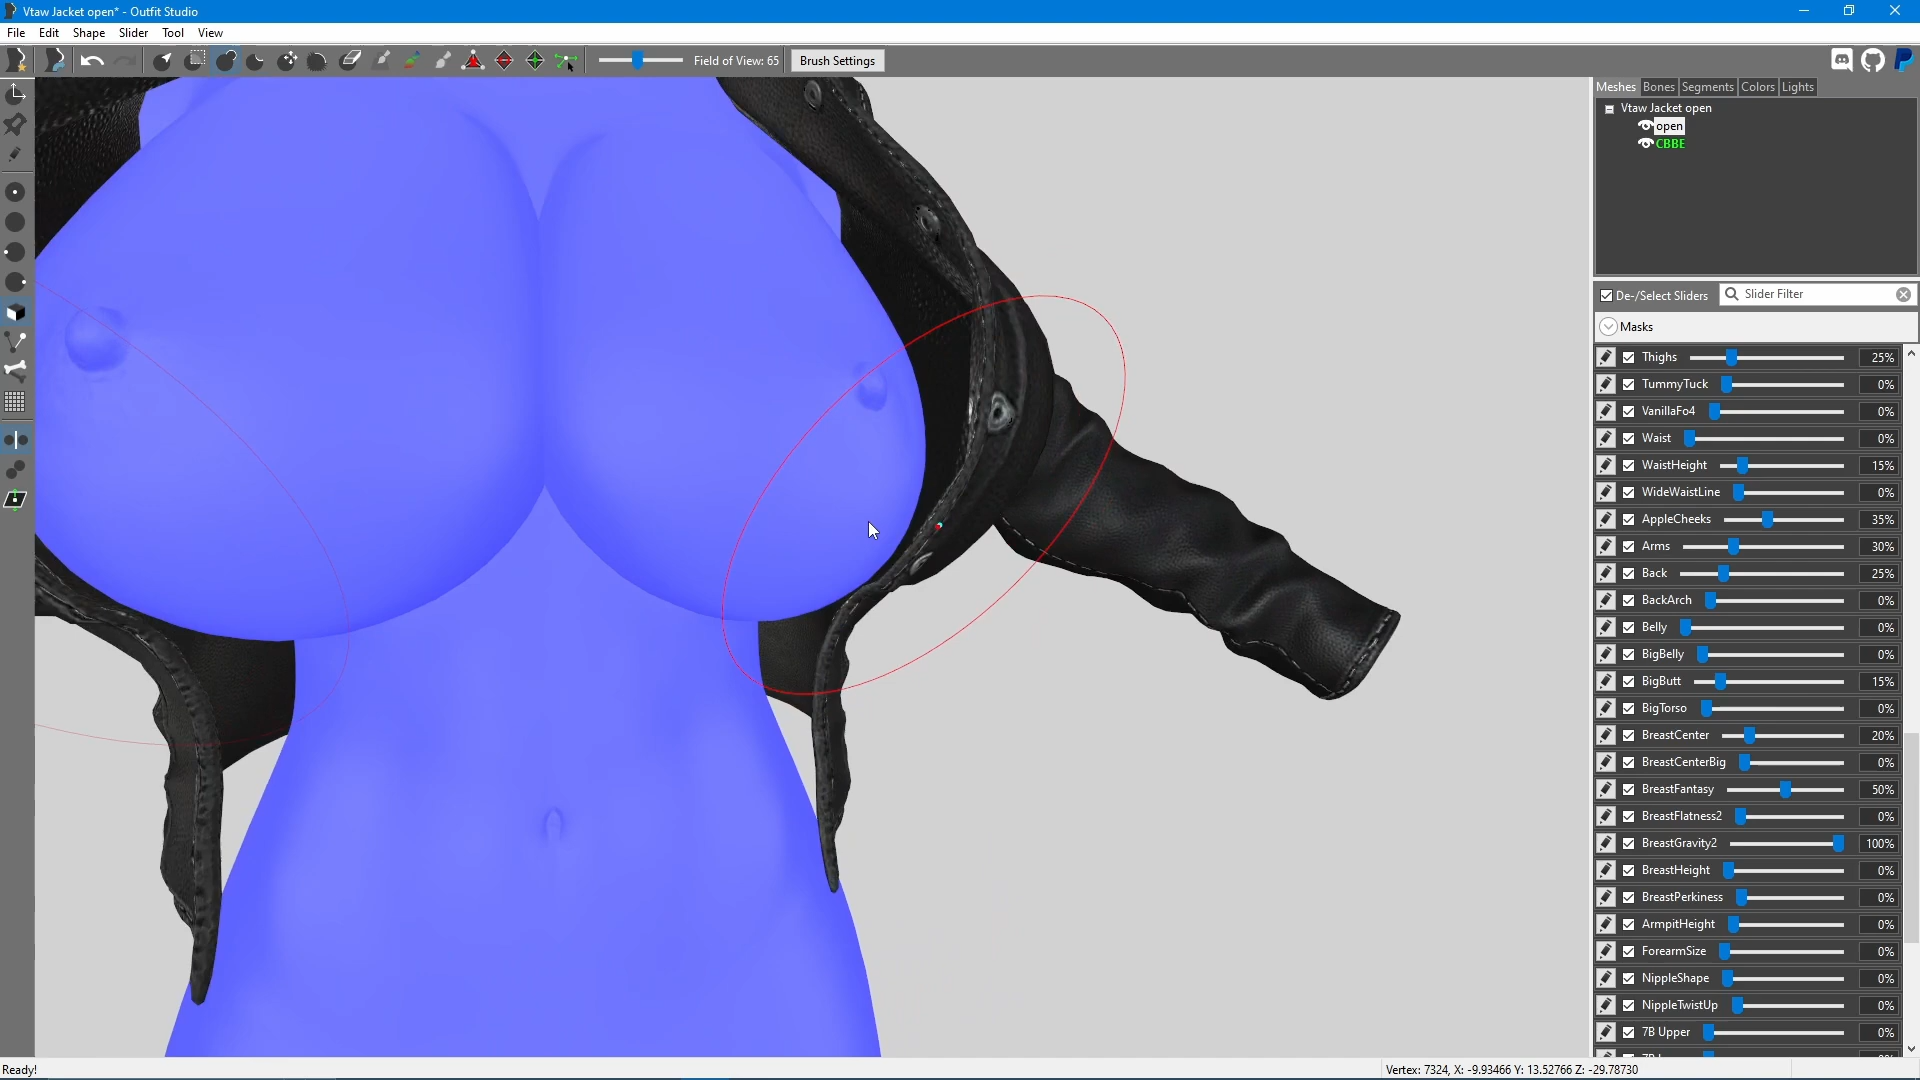 Vtaw Jacket open* - Outfit Studio
File Edit Shape Slider Tool View
Field of View: 65 Brush Settings
Meshes Bones Segments Colors Lights
Vtaw Jacket open
open
CBBE
De-/Select Sliders Slider Filter
Masks
Thighs 25%
TummyTuck 0%
VanillaFo4 0%
Waist 0%
WaistHeight 15%
WideWaistLine 0%
AppleCheeks 35%
Arms 30%
Back 25%
BackArch 0%
Belly 0%
BigBelly 0%
BigButt 15%
BigTorso 0%
BreastCenter 20%
BreastCenterBig 0%
BreastFantasy 50%
BreastFlatness2 0%
BreastGravity2 100%
BreastHeight 0%
BreastPerkiness 0%
ArmpitHeight 0%
ForearmSize 0%
NippleShape 0%
NippleTwistUp 0%
7B Upper 0%
Ready! Vertex: 7324, X: -9.93466 Y: 13.52766 Z: -29.78730